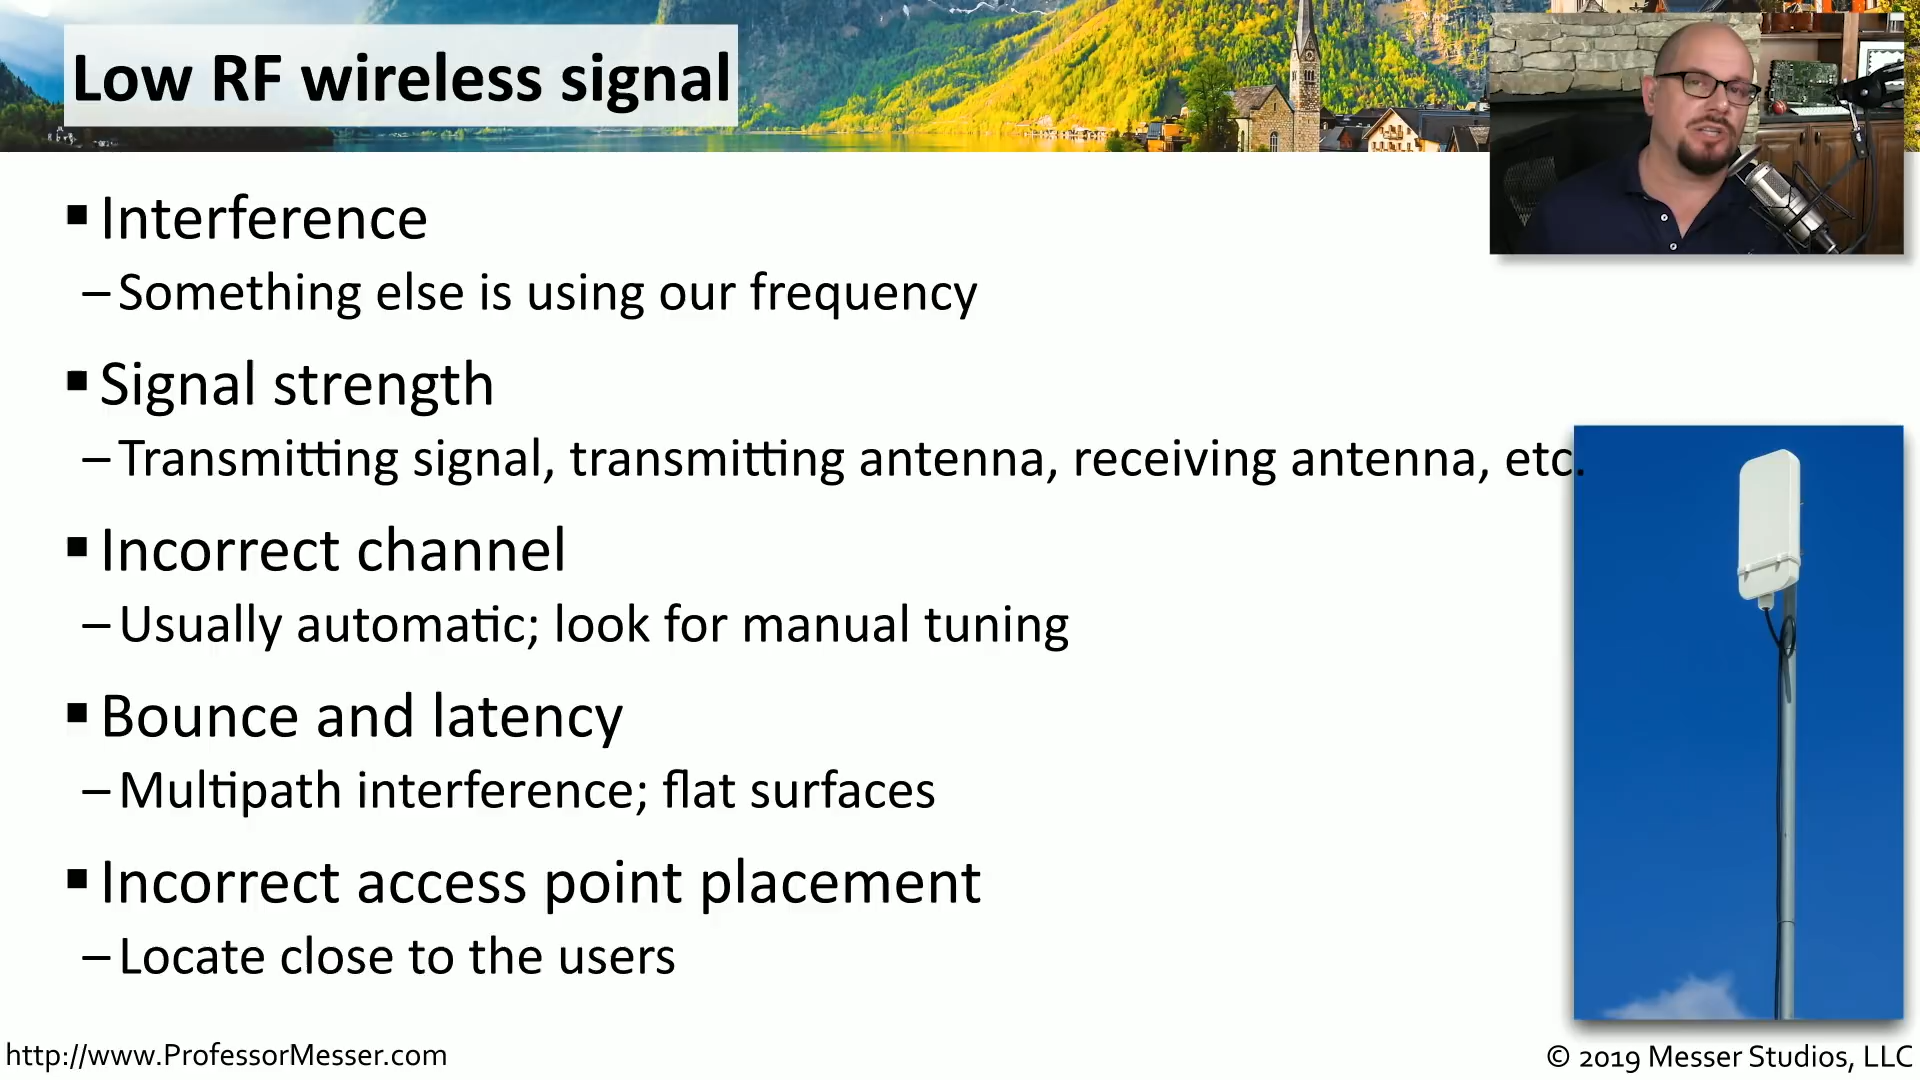 Low RF wireless signal
▪ Interference
– Something else is using our frequency
▪ Signal strength
– Transmitting signal, transmitting antenna, receiving antenna, etc.
▪ Incorrect channel
– Usually automatic; look for manual tuning
▪ Bounce and latency
– Multipath interference; flat surfaces
▪ Incorrect access point placement
– Locate close to the users
http://www.ProfessorMesser.com
© 2019 Messer Studios, LLC